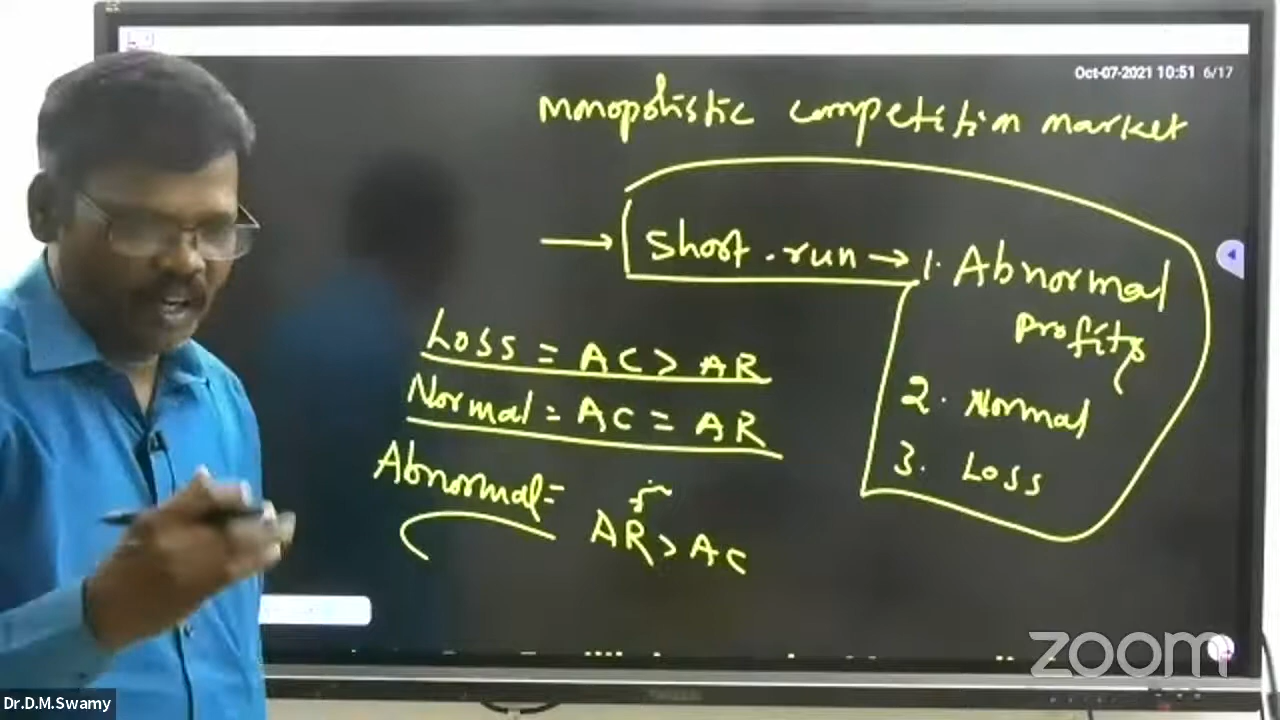 Oct-07-2021 10:51 6/17
monopolistic competition market
→ Short.run → 1. Abnormal
profits
Loss = AC > AR
2. Normal
Normal = AC = AR
3. Loss
Abnormal =
AR > AC
zoom
Dr.D.M.Swamy